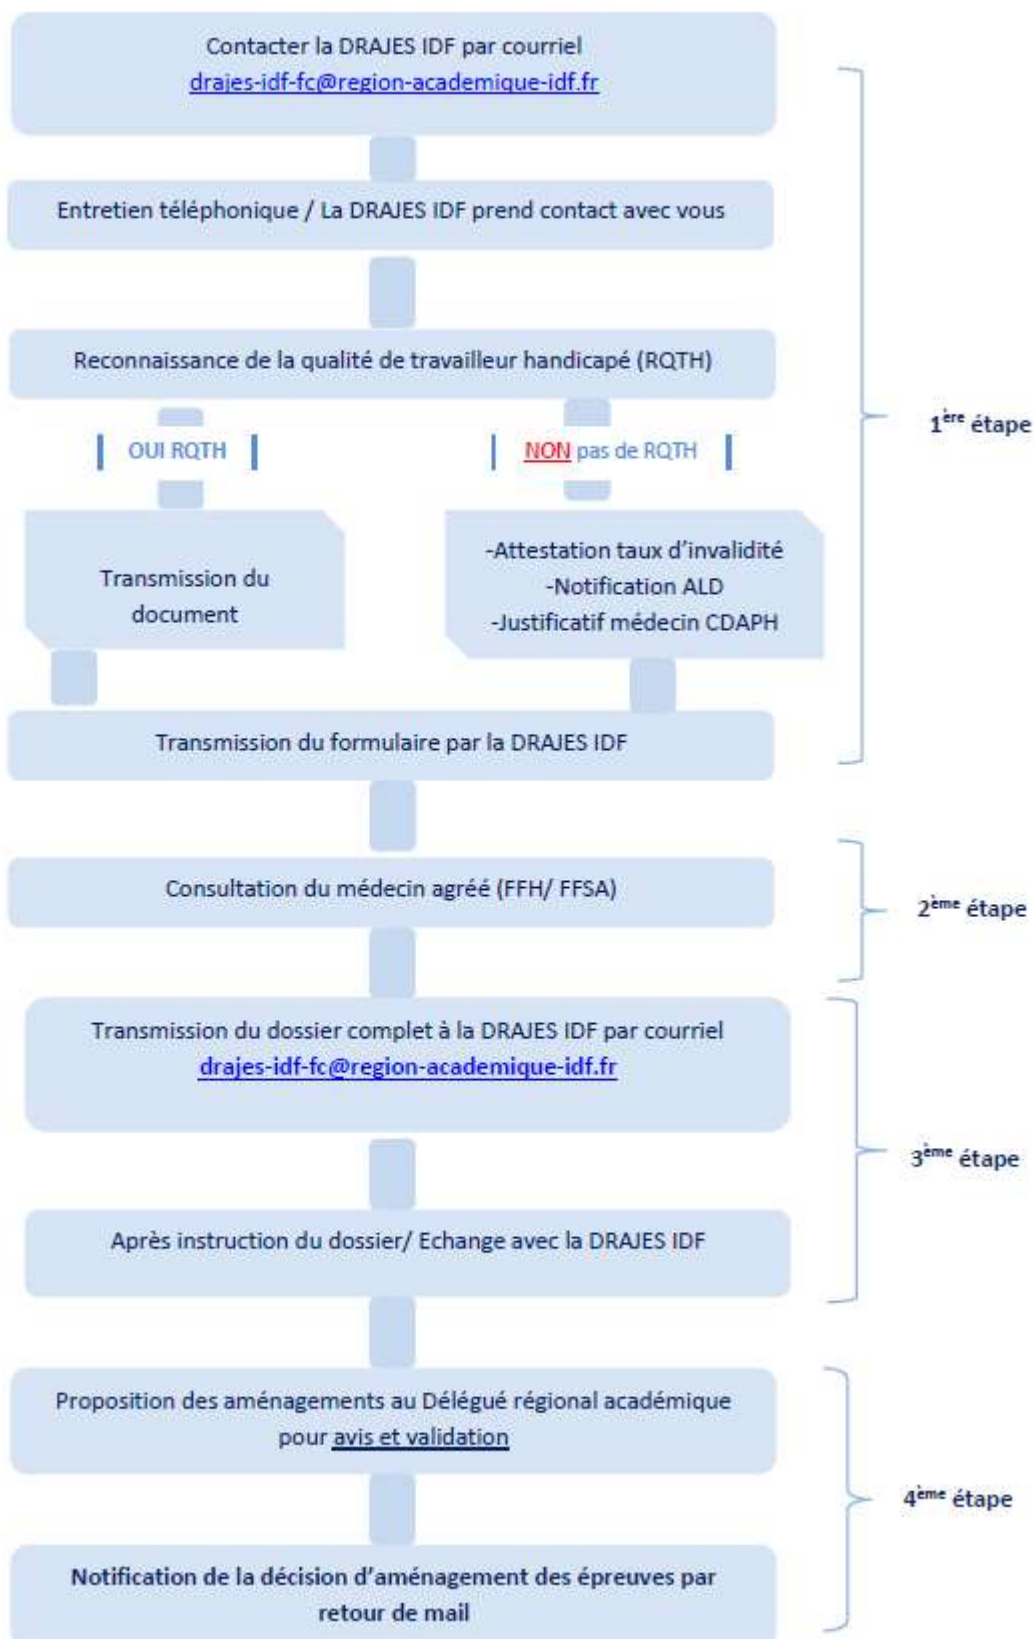 Contacter la DRAJES IDF par courriel
drajes-idf-fc@region-academique-idf.fr
Entretien téléphonique / La DRAJES IDF prend contact avec vous
Reconnaissance de la qualité de travailleur handicapé (RQTH)
1ère étape
OUI RQTH
NON pas de RQTH
Transmission du
document
-Attestation taux d'invalidité
-Notification ALD
-Justificatif médecin CDAPH
Transmission du formulaire par la DRAJES IDF
Consultation du médecin agréé (FFH/ FFSA)
2ème étape
Transmission du dossier complet à la DRAJES IDF par courriel
drajes-idf-fc@region-academique-idf.fr
3ème étape
Après instruction du dossier/ Echange avec la DRAJES IDF
Proposition des aménagements au Délégué régional académique
pour avis et validation
4ème étape
Notification de la décision d'aménagement des épreuves par
retour de mail